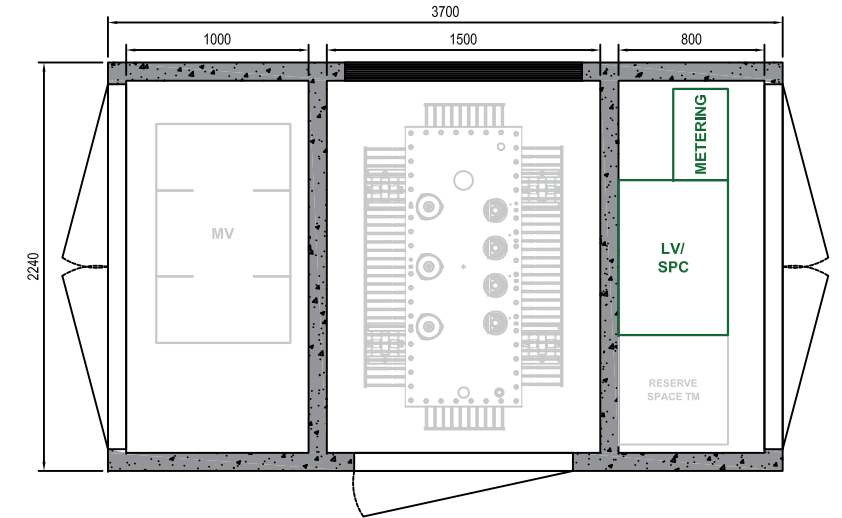 3700
1000
1500
800
2240
METERING
MV
LV/
SPC
RESERVE
SPACE TM